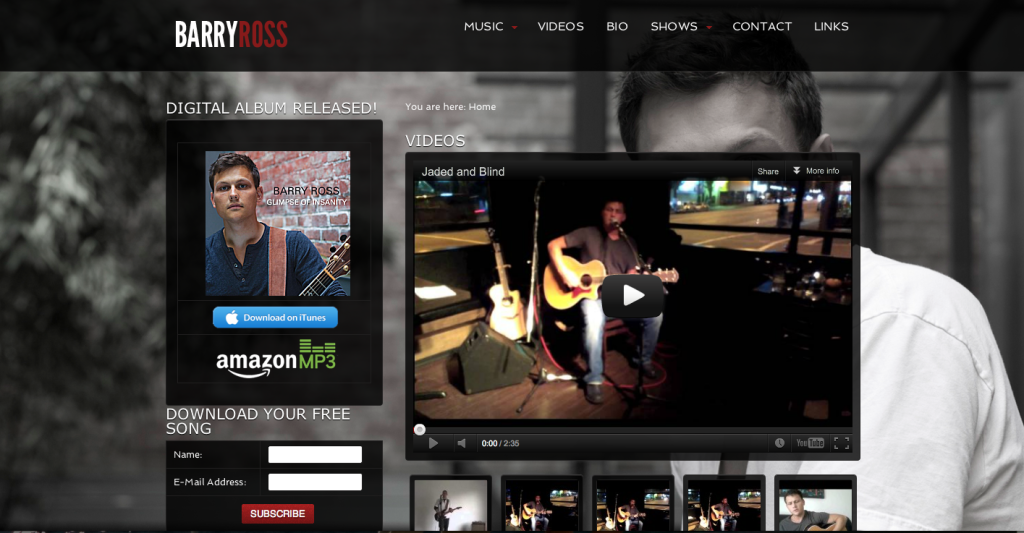 BARRYROSS
MUSIC VIDEOS BIO SHOWS CONTACT LINKS
DIGITAL ALBUM RELEASED!
BARRY ROSS
GLIMPSE OF INSANITY
Download on iTunes
amazonMP3
DOWNLOAD YOUR FREE
SONG
Name:
E-Mail Address:
SUBSCRIBE
You are here: Home
VIDEOS
Jaded and Blind
Share More info
0:00 / 2:35
YouTube